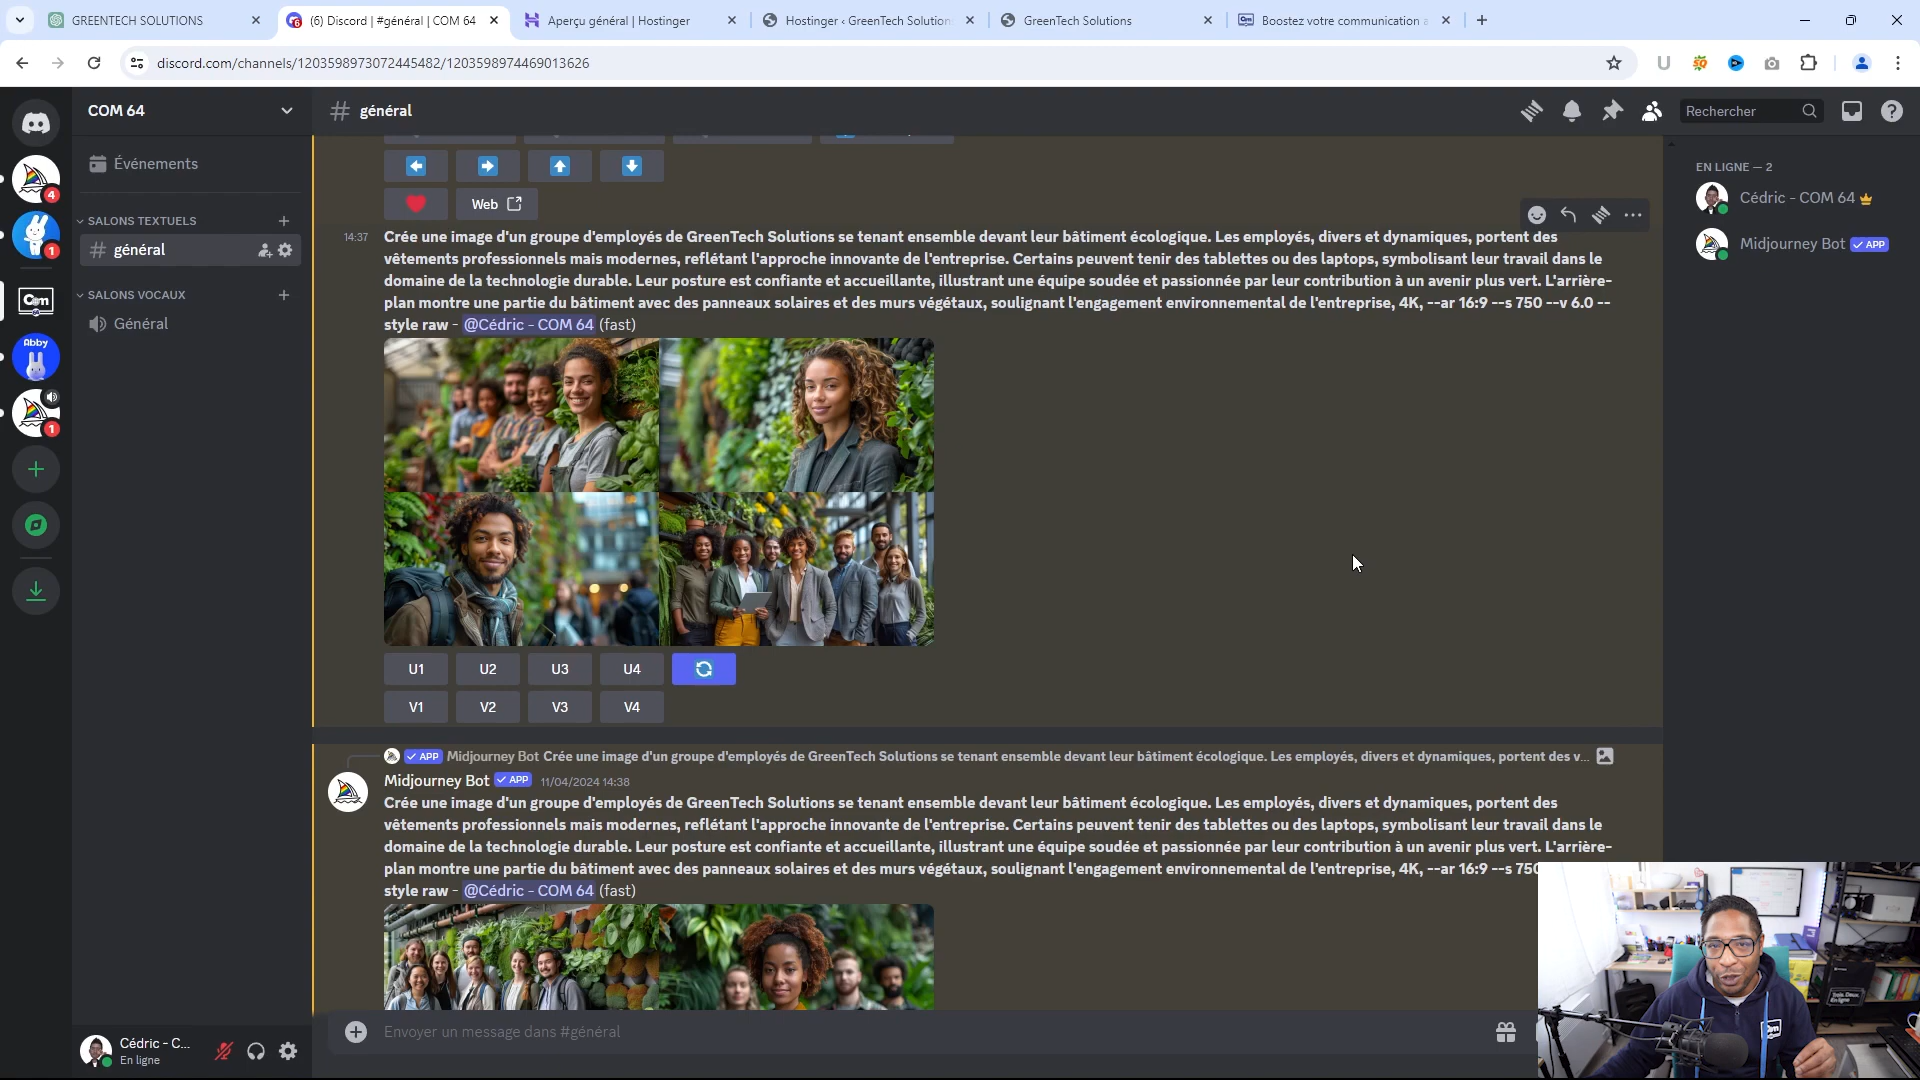 GREENTECH SOLUTIONS
(6) Discord | #général | COM 64
Aperçu général | Hostinger
Hostinger ‹ GreenTech Solution
GreenTech Solutions
Boostez votre communication a
discord.com/channels/1203598973072445482/1203598974469013626
COM 64
général
Rechercher
Événements
SALONS TEXTUELS
général
SALONS VOCAUX
Général
4
1
Com
Abby
1
EN LIGNE — 2
Cédric - COM 64
Midjourney Bot APP
Web
14:37
Crée une image d'un groupe d'employés de GreenTech Solutions se tenant ensemble devant leur bâtiment écologique. Les employés, divers et dynamiques, portent des
vêtements professionnels mais modernes, reflétant l'approche innovante de l'entreprise. Certains peuvent tenir des tablettes ou des laptops, symbolisant leur travail dans le
domaine de la technologie durable. Leur posture est confiante et accueillante, illustrant une équipe soudée et passionnée par leur contribution à un avenir plus vert. L'arrière-
plan montre une partie du bâtiment avec des panneaux solaires et des murs végétaux, soulignant l'engagement environnemental de l'entreprise, 4K, --ar 16:9 --s 750 --v 6.0 --
style raw - @Cédric - COM 64 (fast)
U1 U2 U3 U4
V1 V2 V3 V4
APP Midjourney Bot Crée une image d'un groupe d'employés de GreenTech Solutions se tenant ensemble devant leur bâtiment écologique. Les employés, divers et dynamiques, portent des v...
Midjourney Bot APP 11/04/2024 14:38
Crée une image d'un groupe d'employés de GreenTech Solutions se tenant ensemble devant leur bâtiment écologique. Les employés, divers et dynamiques, portent des
vêtements professionnels mais modernes, reflétant l'approche innovante de l'entreprise. Certains peuvent tenir des tablettes ou des laptops, symbolisant leur travail dans le
domaine de la technologie durable. Leur posture est confiante et accueillante, illustrant une équipe soudée et passionnée par leur contribution à un avenir plus vert. L'arrière-
plan montre une partie du bâtiment avec des panneaux solaires et des murs végétaux, soulignant l'engagement environnemental de l'entreprise, 4K, --ar 16:9 --s 750
style raw - @Cédric - COM 64 (fast)
Envoyer un message dans #général
Cédric - C...
En ligne